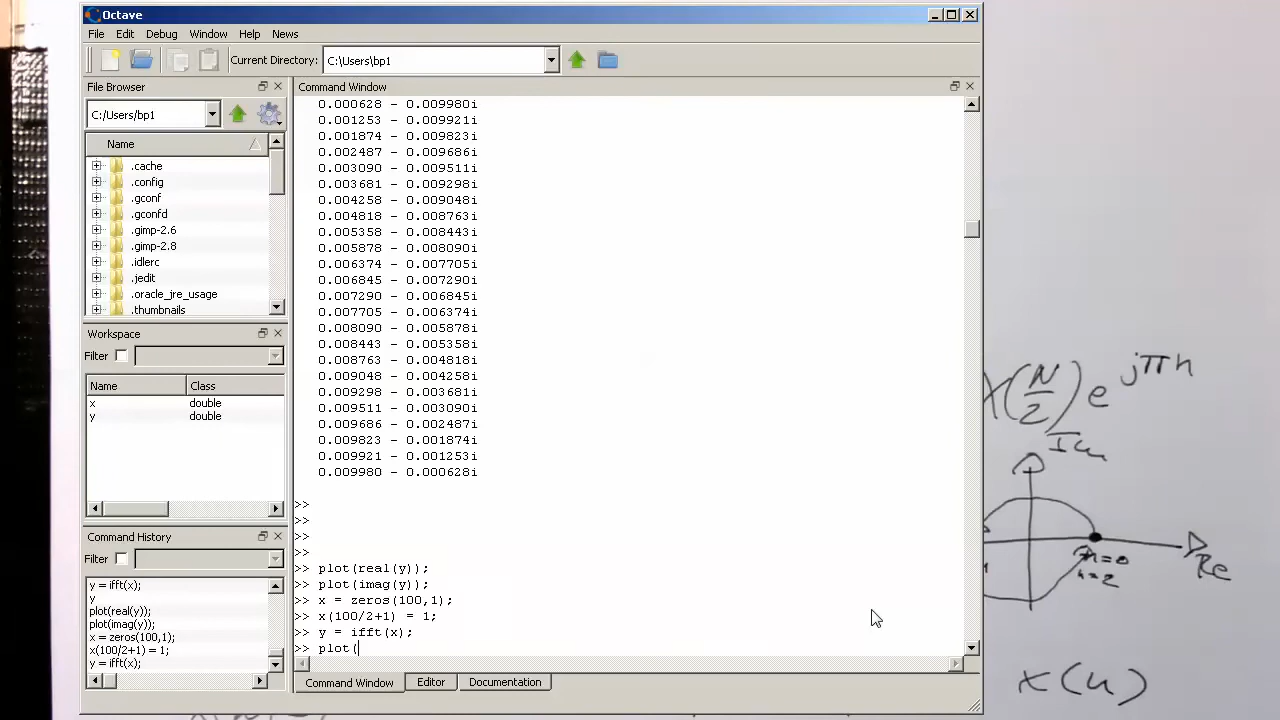 Octave
File Edit Debug Window Help News
Current Directory: C:\Users\bp1
File Browser
C:/Users/bp1
Name
.cache
.config
.gconf
.gconfd
.gimp-2.6
.gimp-2.8
.idlerc
.jedit
.oracle_jre_usage
.thumbnails
Workspace
Filter
Name Class
x double
y double
Command History
Filter
y = ifft(x);
y
plot(real(y));
plot(imag(y));
x = zeros(100,1);
x(100/2+1) = 1;
y = ifft(x);
Command Window
0.000628 - 0.009980i
0.001253 - 0.009921i
0.001874 - 0.009823i
0.002487 - 0.009686i
0.003090 - 0.009511i
0.003681 - 0.009298i
0.004258 - 0.009048i
0.004818 - 0.008763i
0.005358 - 0.008443i
0.005878 - 0.008090i
0.006374 - 0.007705i
0.006845 - 0.007290i
0.007290 - 0.006845i
0.007705 - 0.006374i
0.008090 - 0.005878i
0.008443 - 0.005358i
0.008763 - 0.004818i
0.009048 - 0.004258i
0.009298 - 0.003681i
0.009511 - 0.003090i
0.009686 - 0.002487i
0.009823 - 0.001874i
0.009921 - 0.001253i
0.009980 - 0.000628i
>>
>>
>>
>>
>> plot(real(y));
>> plot(imag(y));
>> x = zeros(100,1);
>> x(100/2+1) = 1;
>> y = ifft(x);
>> plot(
Command Window Editor Documentation
X(N/2) e^jπn
Im
n=0
n=2
Re
x(n)